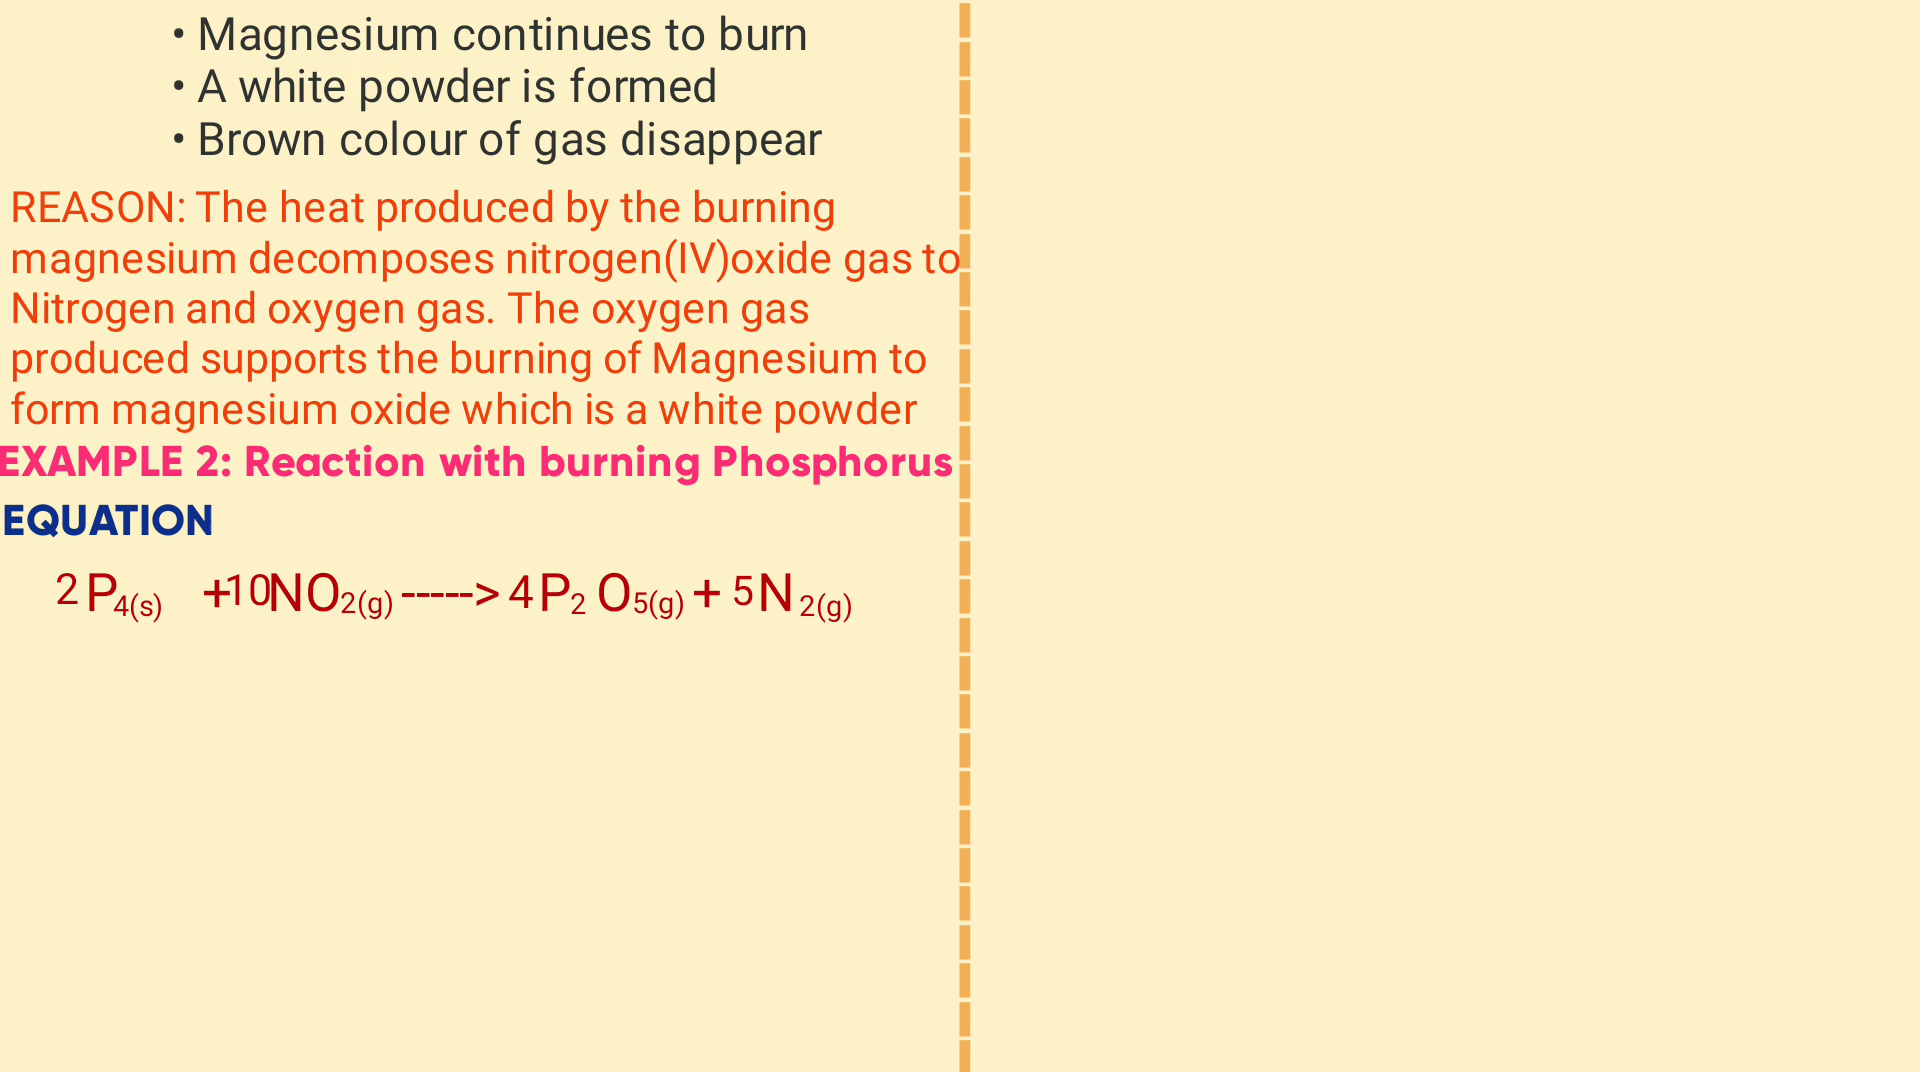 • Magnesium continues to burn
• A white powder is formed
• Brown colour of gas disappear
REASON: The heat produced by the burning
magnesium decomposes nitrogen(IV)oxide gas to
Nitrogen and oxygen gas. The oxygen gas
produced supports the burning of Magnesium to
form magnesium oxide which is a white powder
EXAMPLE 2: Reaction with burning Phosphorus
EQUATION
2 P4(s) +10NO2(g) -----> 4 P2 O5(g) + 5 N 2(g)